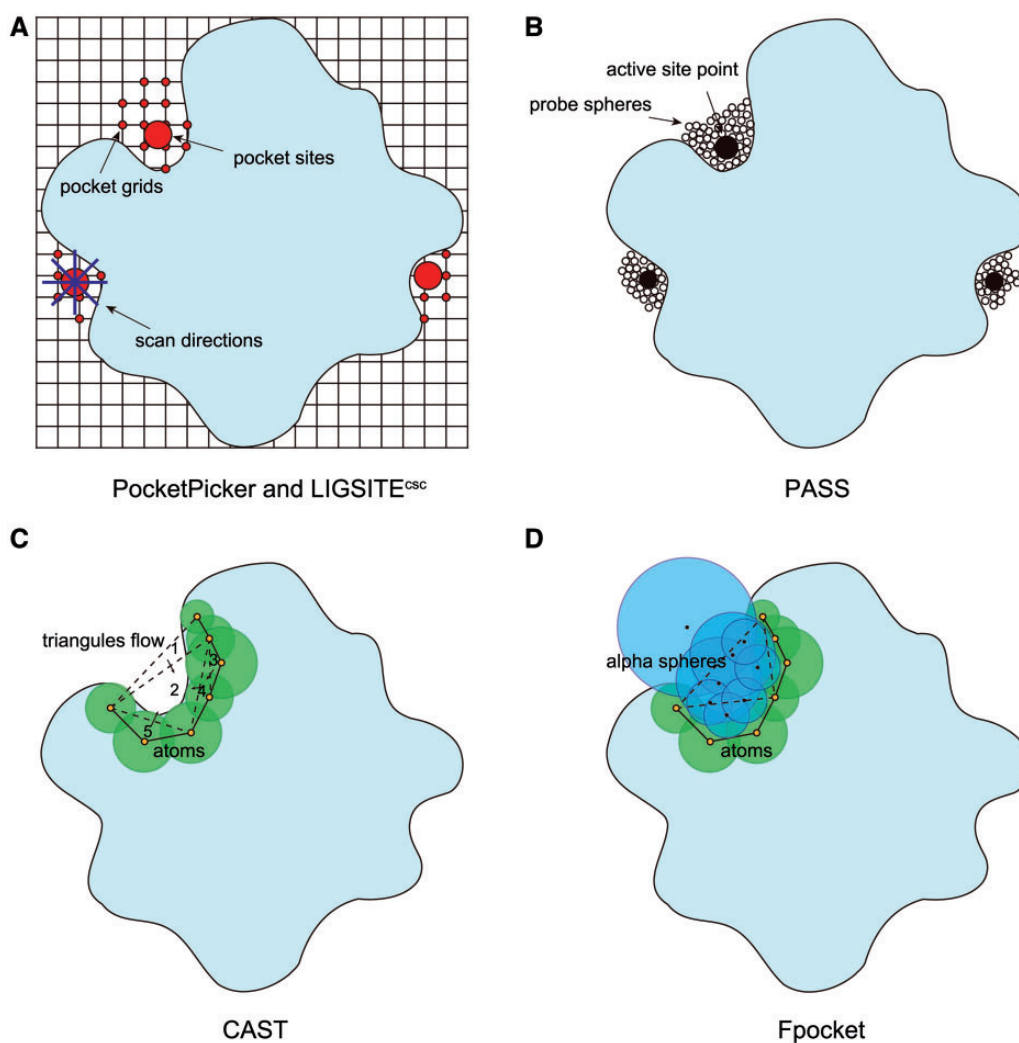 A
pocket sites
pocket grids
scan directions
PocketPicker and LIGSITEcsc
B
active site point
probe spheres
PASS
C
triangules flow
1
3
2
4
5
atoms
CAST
D
alpha spheres
atoms
Fpocket